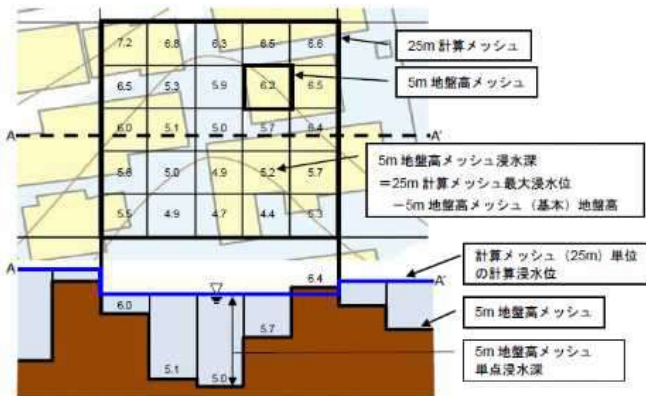 7.2 6.8 6.3 6.5 6.6
25m 計算メッシュ
6.5 5.3 5.9 6.2 6.5
5m 地盤高メッシュ
A 6.0 5.1 5.0 5.7 6.4 A'
5.6 5.0 4.9 5.2 5.7
5m 地盤高メッシュ浸水深
＝25m 計算メッシュ最大浸水位
－5m 地盤高メッシュ（基本）地盤高
5.5 4.9 4.7 4.4 5.3
A A'
計算メッシュ（25m）単位
の計算浸水位
6.4
6.0
5m 地盤高メッシュ
5.7
5m 地盤高メッシュ
単点浸水深
5.1
5.0